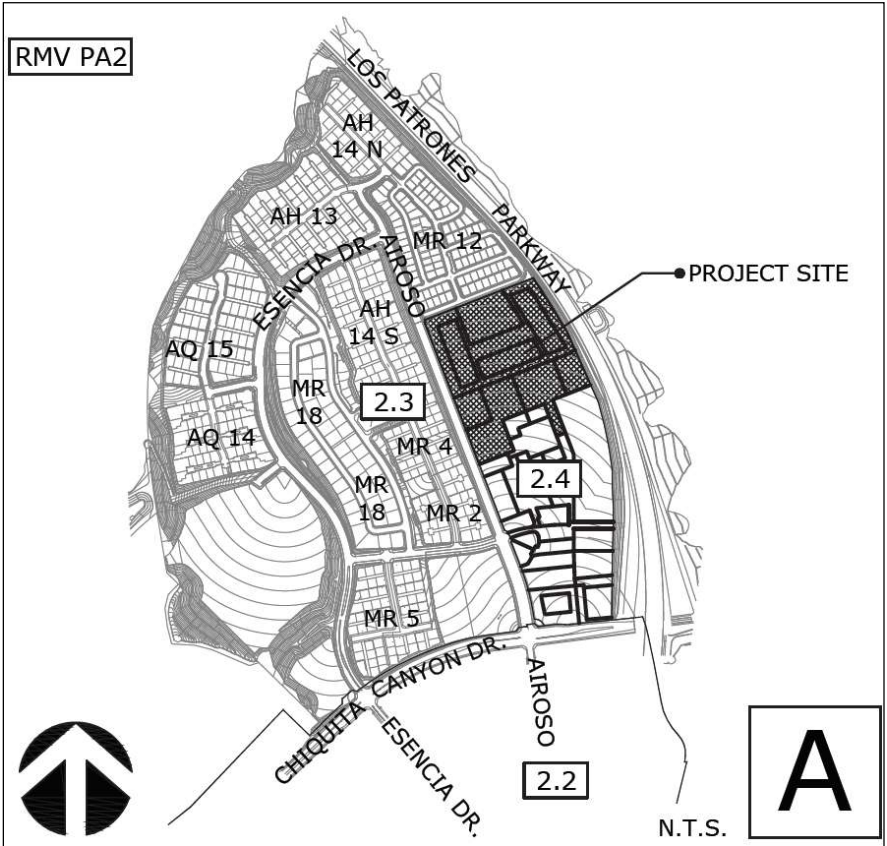 RMV PA2
LOS PATRONES
PARKWAY
AH
14 N
AH 13
MR 12
ESENCIA DR.
AIROSO
PROJECT SITE
AH
14 S
AQ 15
MR
18
2.3
AQ 14
MR 4
2.4
MR
18
MR 2
MR 5
CHIQUITA CANYON DR.
AIROSO
ESENCIA DR.
2.2
A
N.T.S.